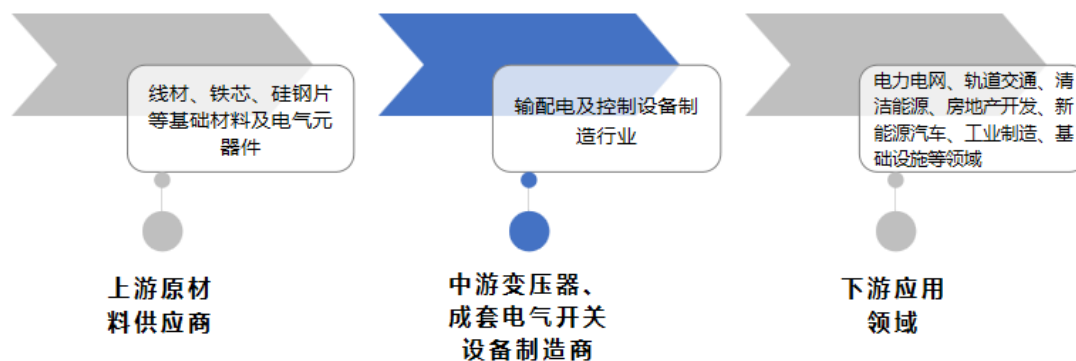 线材、铁芯、硅钢片
等基础材料及电气元
器件
输配电及控制设备制
造行业
电力电网、轨道交通、清
洁能源、房地产开发、新
能源汽车、工业制造、基
础设施等领域
上游原材
料供应商
中游变压器、
成套电气开关
设备制造商
下游应用
领域